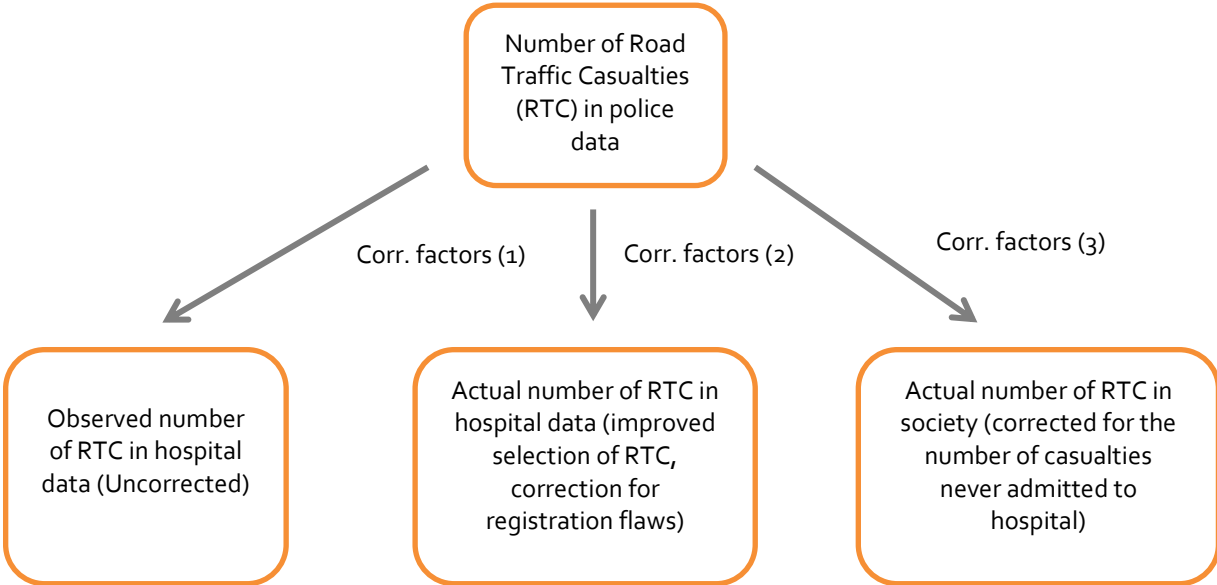 Number of Road
Traffic Casualties
(RTC) in police
data
Corr. factors (1)
Corr. factors (2)
Corr. factors (3)
Observed number
of RTC in hospital
data (Uncorrected)
Actual number of RTC in
hospital data (improved
selection of RTC,
correction for
registration flaws)
Actual number of RTC in
society (corrected for the
number of casualties
never admitted to
hospital)